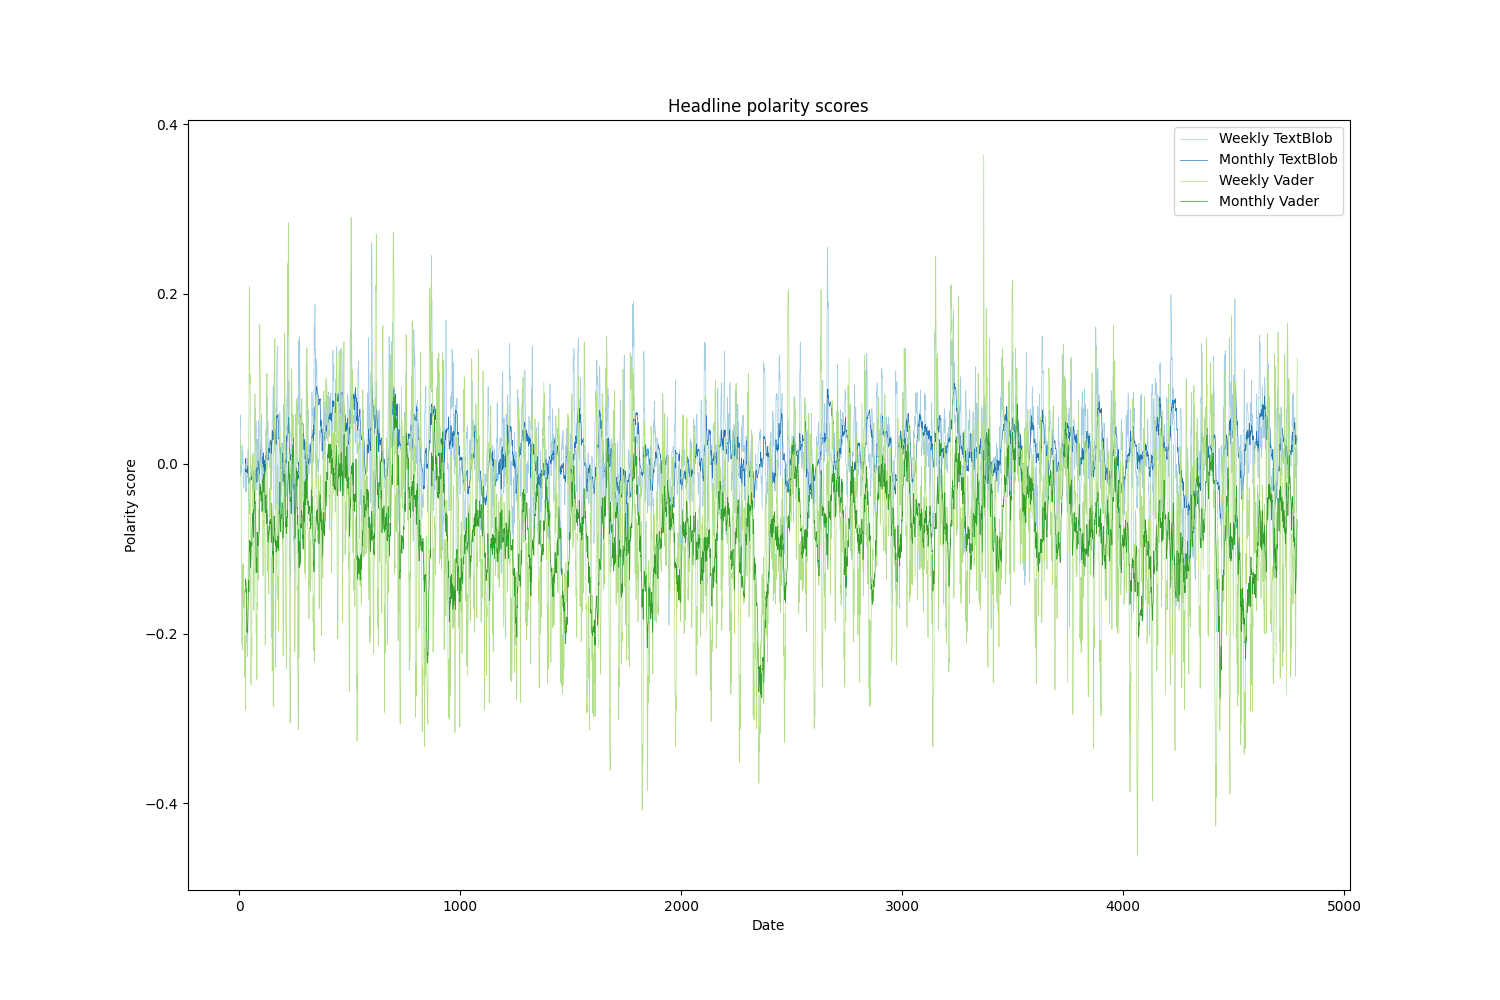 Headline polarity scores
Weekly TextBlob
Monthly TextBlob
Weekly Vader
Monthly Vader
0.4
0.2
0.0
−0.2
−0.4
Polarity score
0 1000 2000 3000 4000 5000
Date